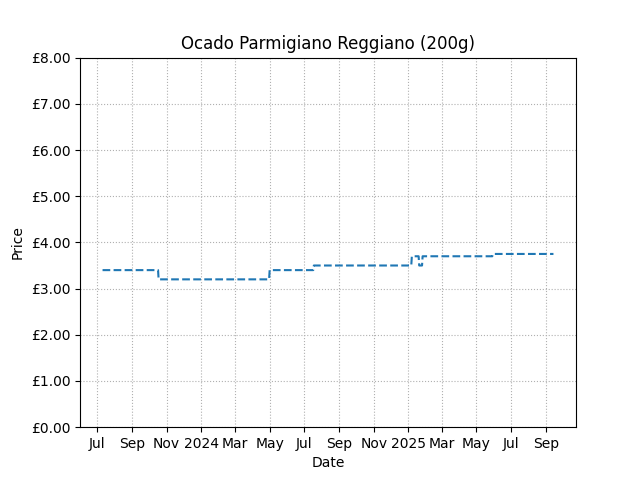 Ocado Parmigiano Reggiano (200g)
£8.00
£7.00
£6.00
£5.00
£4.00
£3.00
£2.00
£1.00
£0.00
Price
Jul Sep Nov 2024 Mar May Jul Sep Nov 2025 Mar May Jul Sep
Date